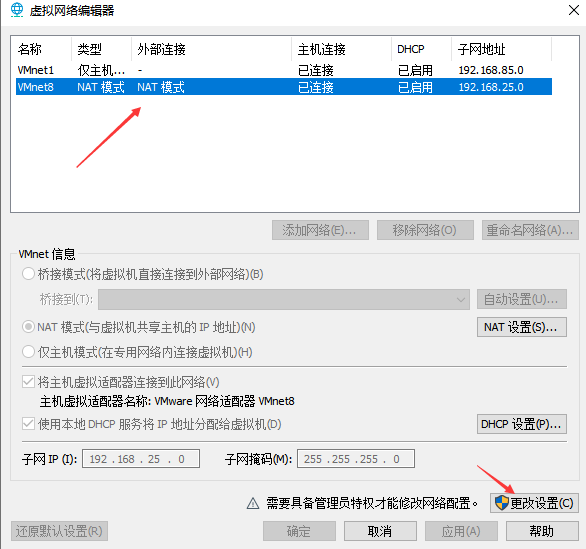 虚拟网络编辑器
名称 类型 外部连接 主机连接 DHCP 子网地址
VMnet1 仅主机... - 已连接 已启用 192.168.85.0
VMnet8 NAT 模式 NAT 模式 已连接 已启用 192.168.25.0
添加网络(E)... 移除网络(O) 重命名网络(A)...
VMnet 信息
桥接模式(将虚拟机直接连接到外部网络)(B)
桥接到(T): 自动设置(U)...
NAT 模式(与虚拟机共享主机的 IP 地址)(N) NAT 设置(S)...
仅主机模式(在专用网络内连接虚拟机)(H)
将主机虚拟适配器连接到此网络(V)
主机虚拟适配器名称: VMware 网络适配器 VMnet8
使用本地 DHCP 服务将 IP 地址分配给虚拟机(D) DHCP 设置(P)...
子网 IP (I): 192 . 168 . 25 . 0 子网掩码(M): 255 . 255 . 255 . 0
需要具备管理员特权才能修改网络配置。 更改设置(C)
还原默认设置(R) 确定 取消 应用(A) 帮助